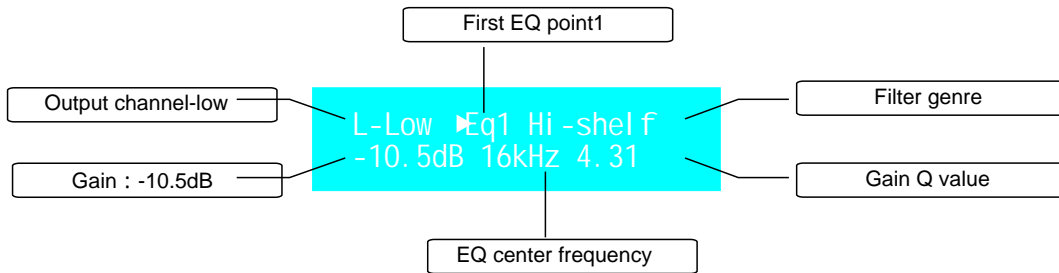 First EQ point1
Output channel-low
Filter genre
L-Low ▶Eq1 Hi-shelf
-10.5dB 16kHz 4.31
Gain：-10.5dB
Gain Q value
EQ center frequency